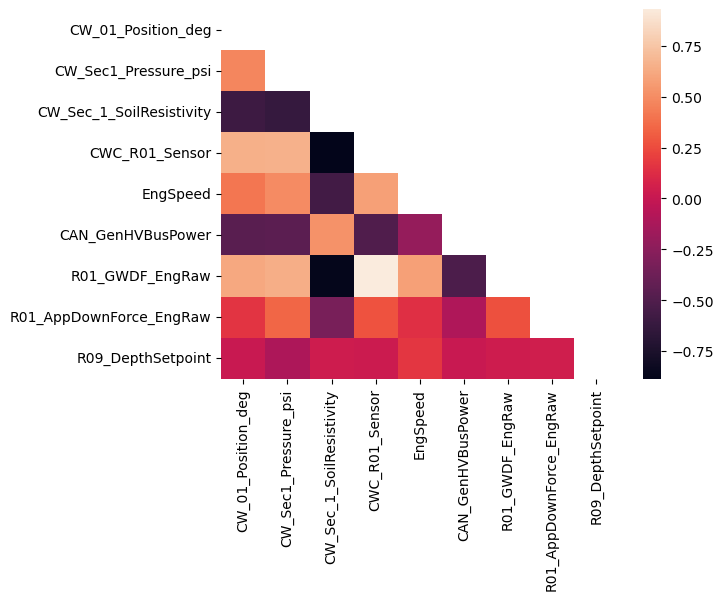 CW_01_Position_deg
CW_Sec1_Pressure_psi
CW_Sec_1_SoilResistivity
CWC_R01_Sensor
EngSpeed
CAN_GenHVBusPower
R01_GWDF_EngRaw
R01_AppDownForce_EngRaw
R09_DepthSetpoint
CW_01_Position_deg
CW_Sec1_Pressure_psi
CW_Sec_1_SoilResistivity
CWC_R01_Sensor
EngSpeed
CAN_GenHVBusPower
R01_GWDF_EngRaw
R01_AppDownForce_EngRaw
R09_DepthSetpoint
0.75
0.50
0.25
0.00
−0.25
−0.50
−0.75